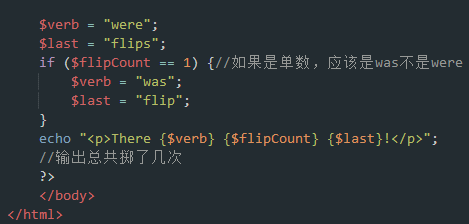 $verb = "were";
$last = "flips";
if ($flipCount == 1) {//如果是单数，应该是was不是were
$verb = "was";
$last = "flip";
}
echo "<p>There {$verb} {$flipCount} {$last}!</p>";
//输出总共掷了几次
?>
</body>
</html>